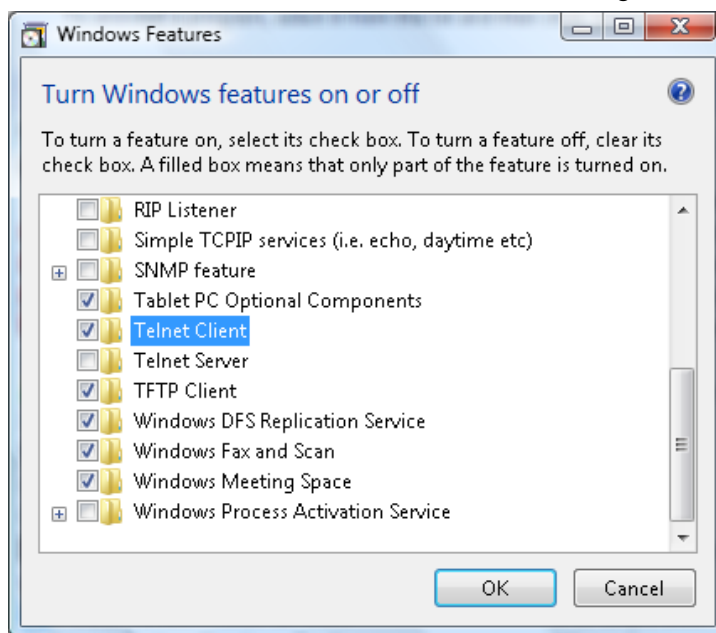 Windows Features
Turn Windows features on or off
To turn a feature on, select its check box. To turn a feature off, clear its
check box. A filled box means that only part of the feature is turned on.
RIP Listener
Simple TCPIP services (i.e. echo, daytime etc)
SNMP feature
Tablet PC Optional Components
Telnet Client
Telnet Server
TFTP Client
Windows DFS Replication Service
Windows Fax and Scan
Windows Meeting Space
Windows Process Activation Service
OK Cancel